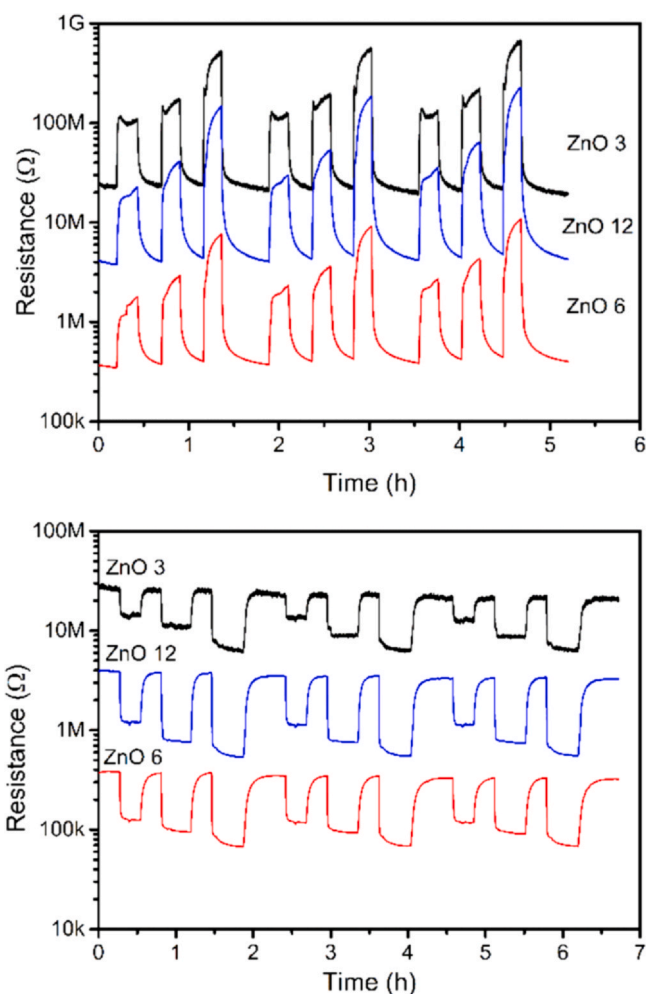 1G
100M
10M
1M
100k
Resistance (Ω)
ZnO 3
ZnO 12
ZnO 6
0 1 2 3 4 5 6
Time (h)
100M
10M
1M
100k
10k
Resistance (Ω)
ZnO 3
ZnO 12
ZnO 6
0 1 2 3 4 5 6 7
Time (h)